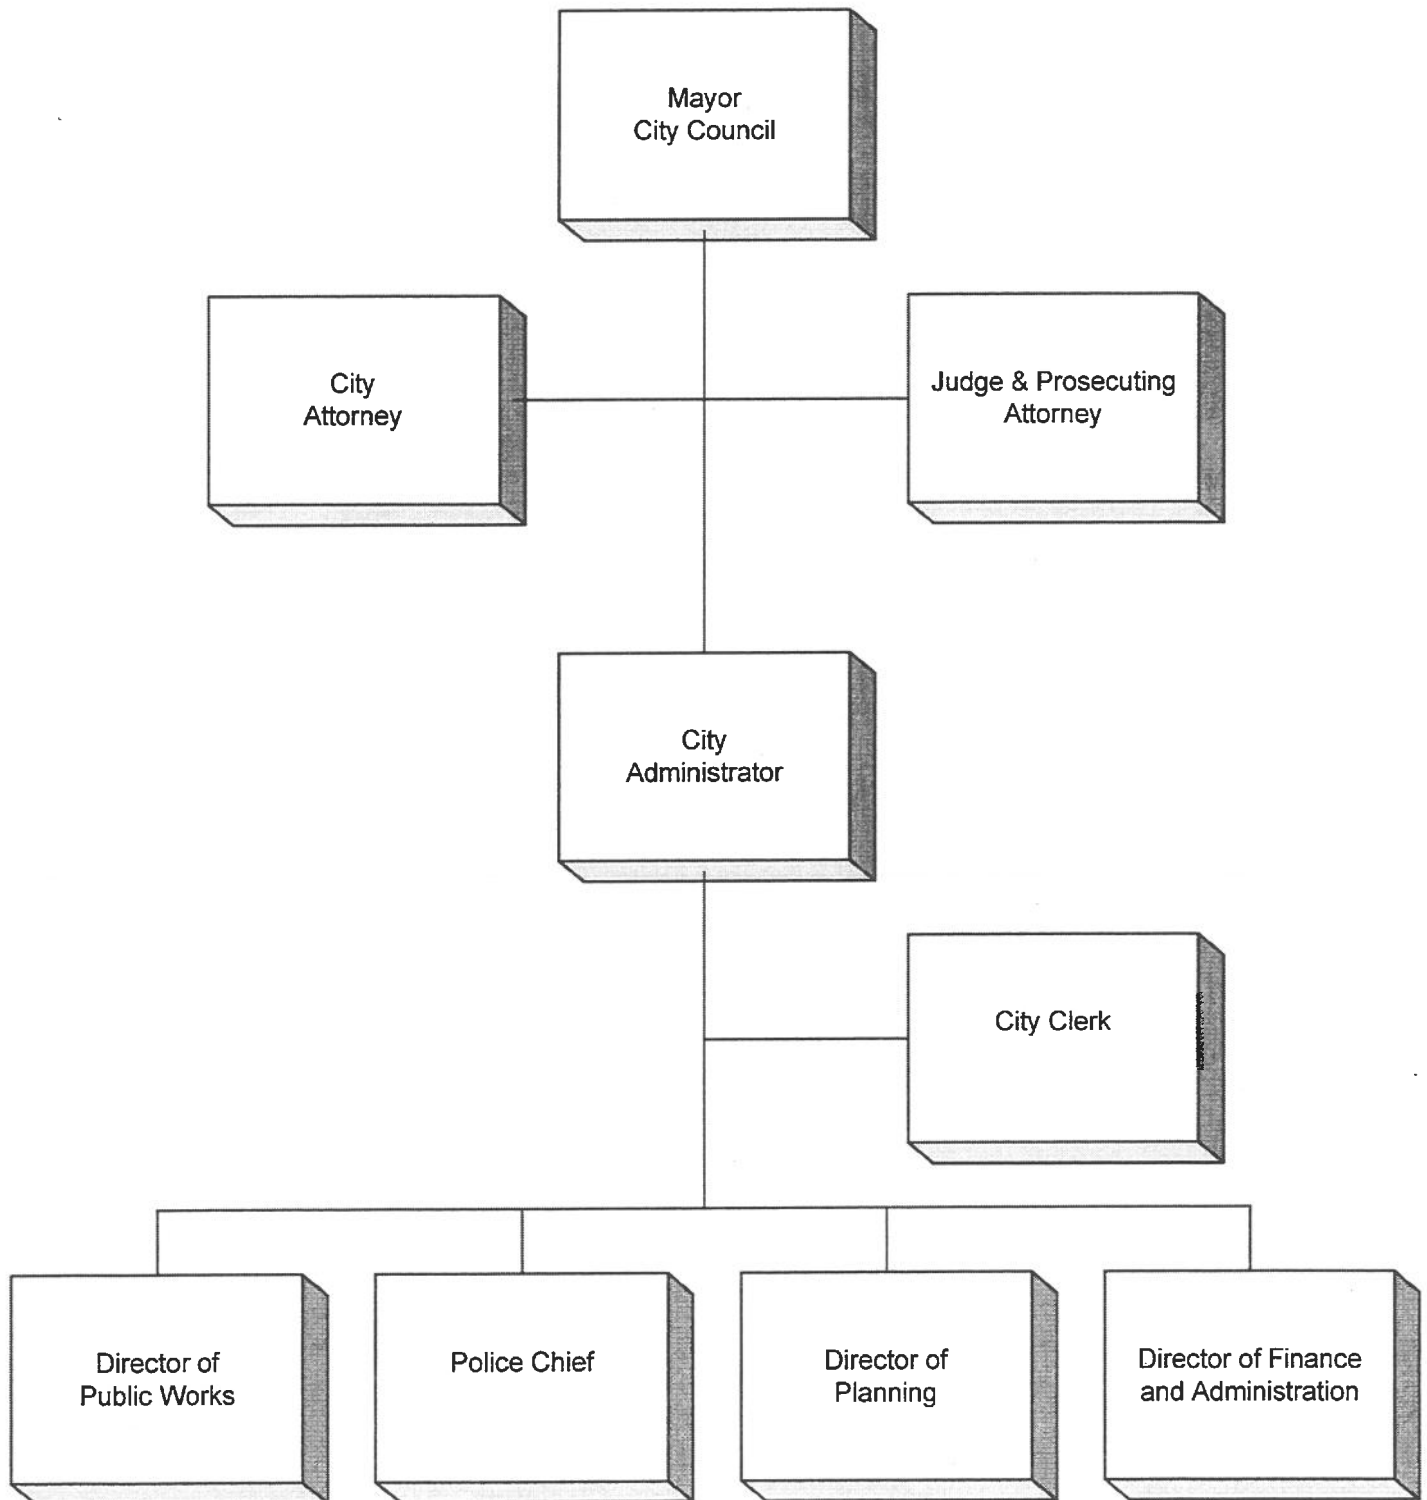 Mayor
City Council
City
Attorney
Judge & Prosecuting
Attorney
City
Administrator
City Clerk
Director of
Public Works
Police Chief
Director of
Planning
Director of Finance
and Administration